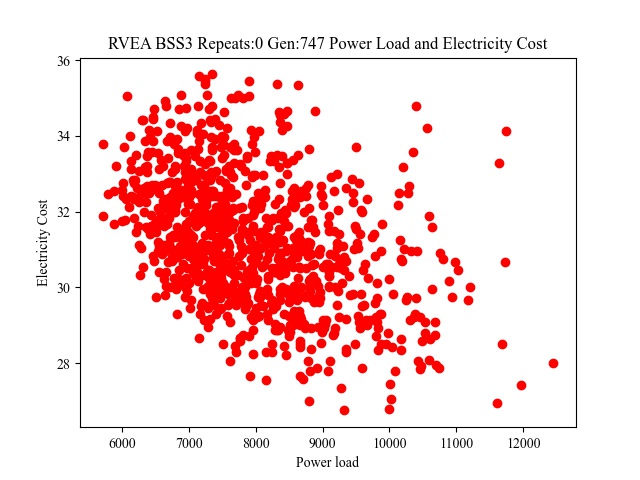 RVEA BSS3 Repeats:0 Gen:747 Power Load and Electricity Cost
36
34
32
30
28
Electricity Cost
6000 7000 8000 9000 10000 11000 12000
Power load